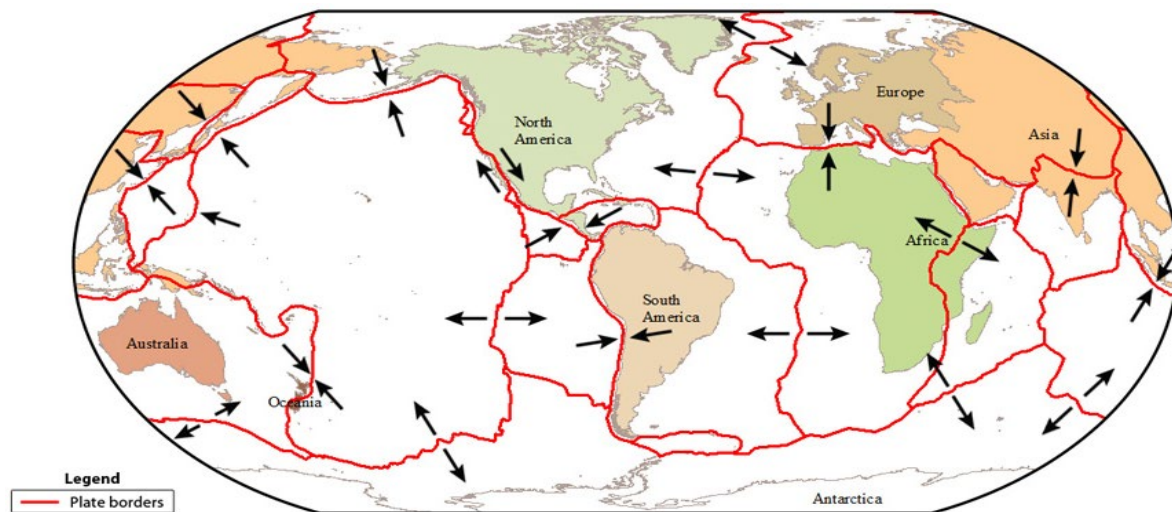 Europe
North
America
Asia
Africa
South
America
Australia
Oceania
Legend
Plate borders
Antarctica